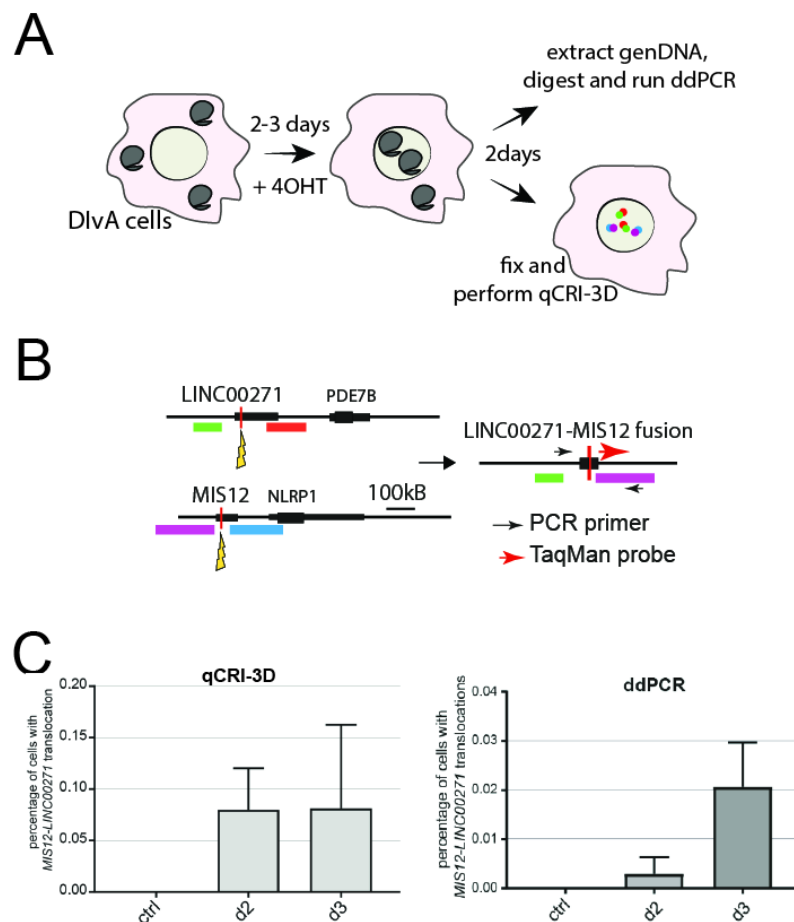 A
extract genDNA,
digest and run ddPCR
2-3 days
+ 4OHT
2days
DIvA cells
fix and
perform qCRI-3D
B
LINC00271
PDE7B
LINC00271-MIS12 fusion
MIS12
NLRP1
100kB
PCR primer
TaqMan probe
C
qCRI-3D
percentage of cells with
MIS12-LINC00271 translocation
0.20
0.15
0.10
0.05
0.00
ctrl
d2
d3
ddPCR
percentage of cells with
MIS12-LINC00271 translocations
0.04
0.03
0.02
0.01
0.00
ctrl
d2
d3